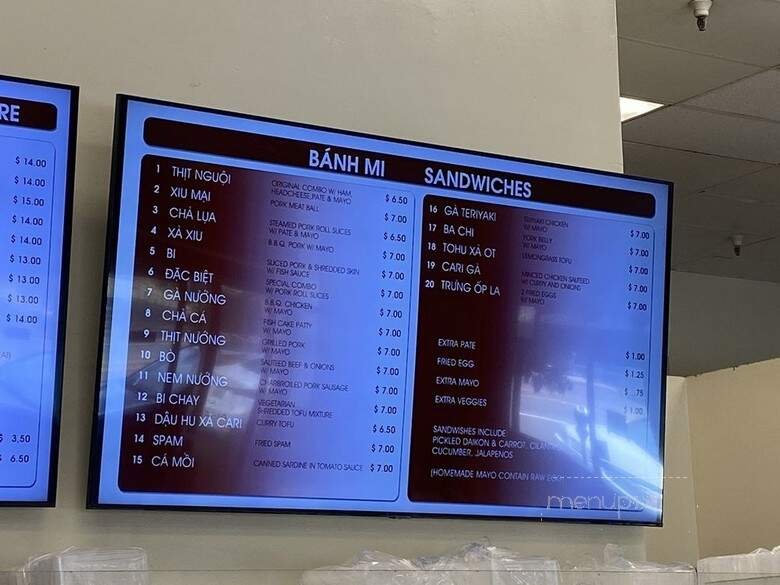 RE
$ 14.00
$ 14.00
$ 15.00
$ 14.00
$ 14.00
$ 13.00
$ 13.00
$ 13.00
$ 14.00
$ 3.50
$ 6.50
BÁNH MI SANDWICHES
1 THỊT NGUỘI ORIGINAL COMBO W/ HAM, HEADCHEESE, PATE & MAYO $ 6.50
2 XIU MẠI PORK MEAT BALL $ 7.00
3 CHẢ LỤA STEAMED PORK ROLL SLICES W/ PATE & MAYO $ 6.50
4 XÁ XIU B.B.Q. PORK W/ MAYO $ 7.00
5 BI SLICED PORK & SHREDDED SKIN W/ FISH SAUCE $ 7.00
6 ĐẶC BIỆT SPECIAL COMBO W/ PORK ROLL SLICES $ 7.00
7 GÀ NƯỚNG B.B.Q. CHICKEN W/ MAYO $ 7.00
8 CHẢ CÁ FISH CAKE PATTY W/ MAYO $ 7.00
9 THỊT NƯỚNG GRILLED PORK W/ MAYO $ 7.00
10 BÒ SAUTEED BEEF & ONIONS W/ MAYO $ 7.00
11 NEM NƯỚNG CHARBROILED PORK SAUSAGE W/ MAYO $ 7.00
12 BI CHAY VEGETARIAN SHREDDED TOFU MIXTURE $ 7.00
13 DẬU HU XÀ CARI CURRY TOFU $ 6.50
14 SPAM FRIED SPAM $ 7.00
15 CÁ MÒI CANNED SARDINE IN TOMATO SAUCE $ 7.00
16 GÀ TERIYAKI TERIYAKI CHICKEN W/ MAYO $ 7.00
17 BA CHI PORK BELLY W/ MAYO $ 7.00
18 TOHU XẢ OT LEMONGRASS TOFU $ 7.00
19 CARI GÀ MINCED CHICKEN SAUTEED W/ CURRY AND ONIONS $ 7.00
20 TRƯNG ỐP LA 2 FRIED EGGS W/ MAYO $ 7.00
EXTRA PATE $ 1.00
FRIED EGG $ 1.25
EXTRA MAYO $ .75
EXTRA VEGGIES $ 1.00
SANDWISHES INCLUDE:
PICKLED DAIKON & CARROT, CILAN
CUCUMBER, JALAPENOS
(HOMEMADE MAYO CONTAIN RAW EGG
menupix